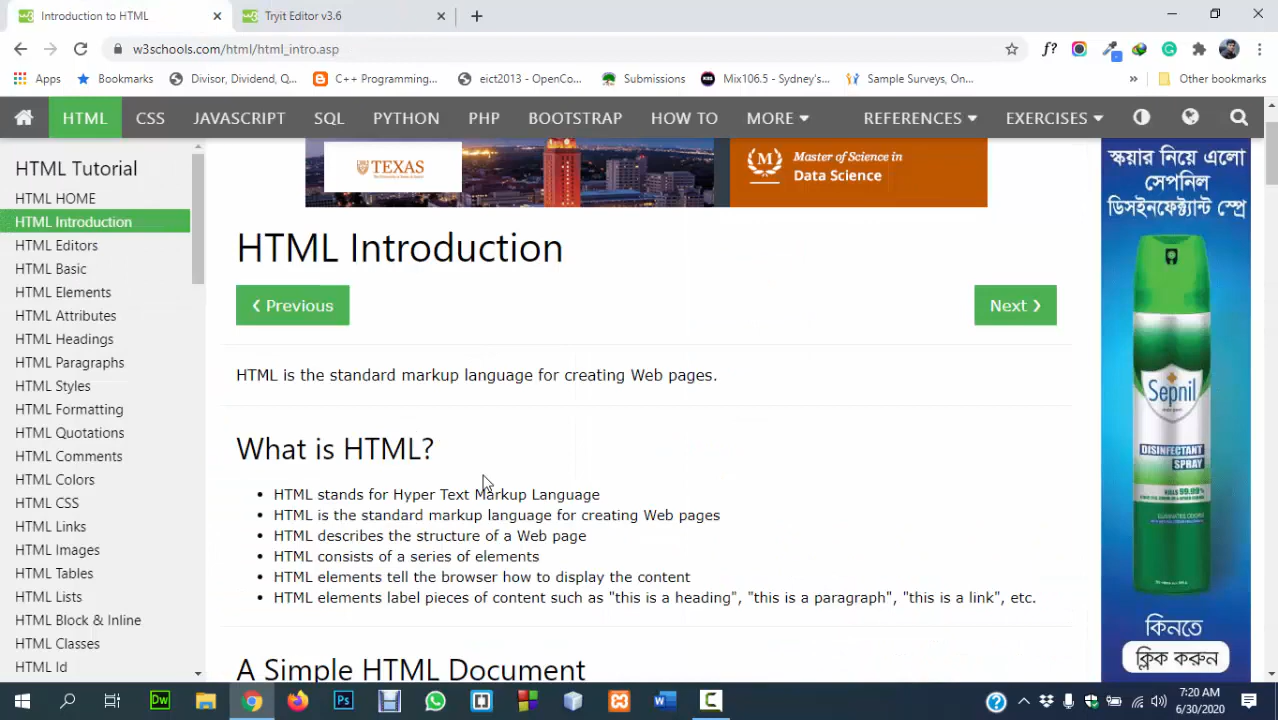 Introduction to HTML
Tryit Editor v3.6
w3schools.com/html/html_intro.asp
f?
Apps
Bookmarks
Divisor, Dividend, Q...
C++ Programming...
eict2013 - OpenCo...
Submissions
Mix106.5 - Sydney's...
Sample Surveys, On...
»
Other bookmarks
HTML
CSS
JAVASCRIPT
SQL
PYTHON
PHP
BOOTSTRAP
HOW TO
MORE
REFERENCES
EXERCISES
HTML Tutorial
HTML HOME
HTML Introduction
HTML Editors
HTML Basic
HTML Elements
HTML Attributes
HTML Headings
HTML Paragraphs
HTML Styles
HTML Formatting
HTML Quotations
HTML Comments
HTML Colors
HTML CSS
HTML Links
HTML Images
HTML Tables
HTML Lists
HTML Block & Inline
HTML Classes
HTML Id
TEXAS
Master of Science in
Data Science
HTML Introduction
❮ Previous
Next ❯
HTML is the standard markup language for creating Web pages.
What is HTML?
HTML stands for Hyper Text Markup Language
HTML is the standard markup language for creating Web pages
HTML describes the structure of a Web page
HTML consists of a series of elements
HTML elements tell the browser how to display the content
HTML elements label pieces of content such as "this is a heading", "this is a paragraph", "this is a link", etc.
A Simple HTML Document
স্কয়ার নিয়ে এলো
সেপনিল
ডিসইনফেক্ট্যান্ট স্প্রে
Sepnil
DISINFECTANT
SPRAY
KILLS 99.99%
কিনতে
ক্লিক করুন
Dw
Ps
7:20 AM
6/30/2020